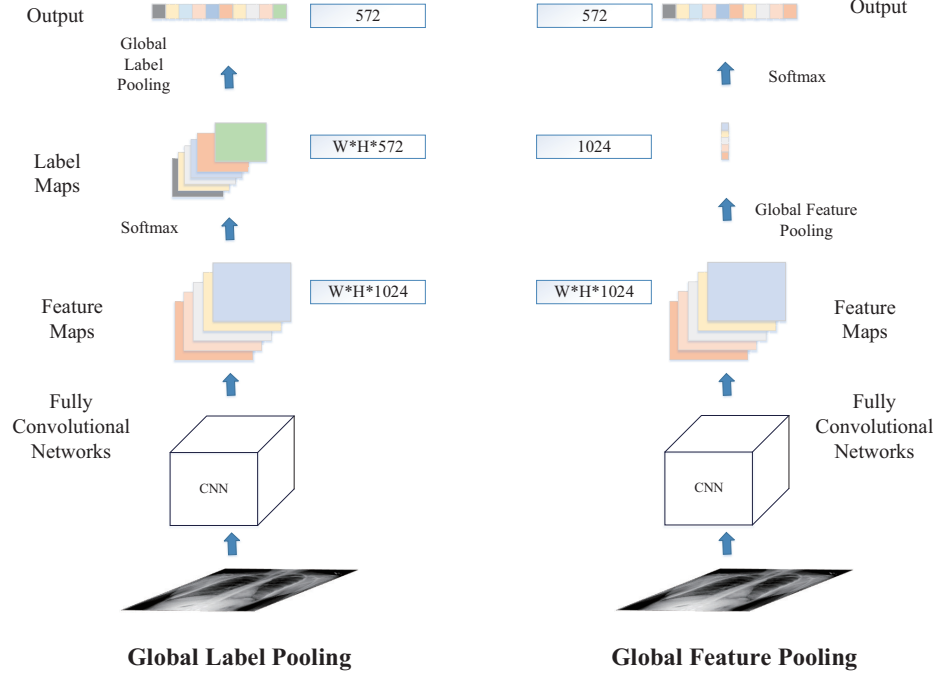 Output
572
Global
Label
Pooling
Label
Maps
W*H*572
Softmax
Feature
Maps
W*H*1024
Fully
Convolutional
Networks
CNN
Global Label Pooling
572
Output
Softmax
1024
Global Feature
Pooling
W*H*1024
Feature
Maps
Fully
Convolutional
Networks
CNN
Global Feature Pooling